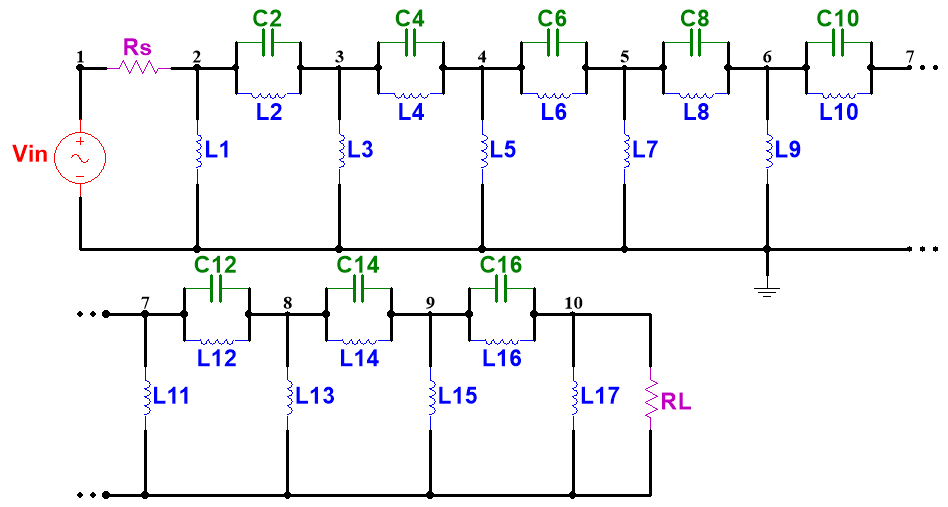 C2 C4 C6 C8 C10
1 Rs 2 3 4 5 6 7
L2 L4 L6 L8 L10
Vin + − L1 L3 L5 L7 L9
C12 C14 C16
7 8 9 10
L12 L14 L16
L11 L13 L15 L17 RL